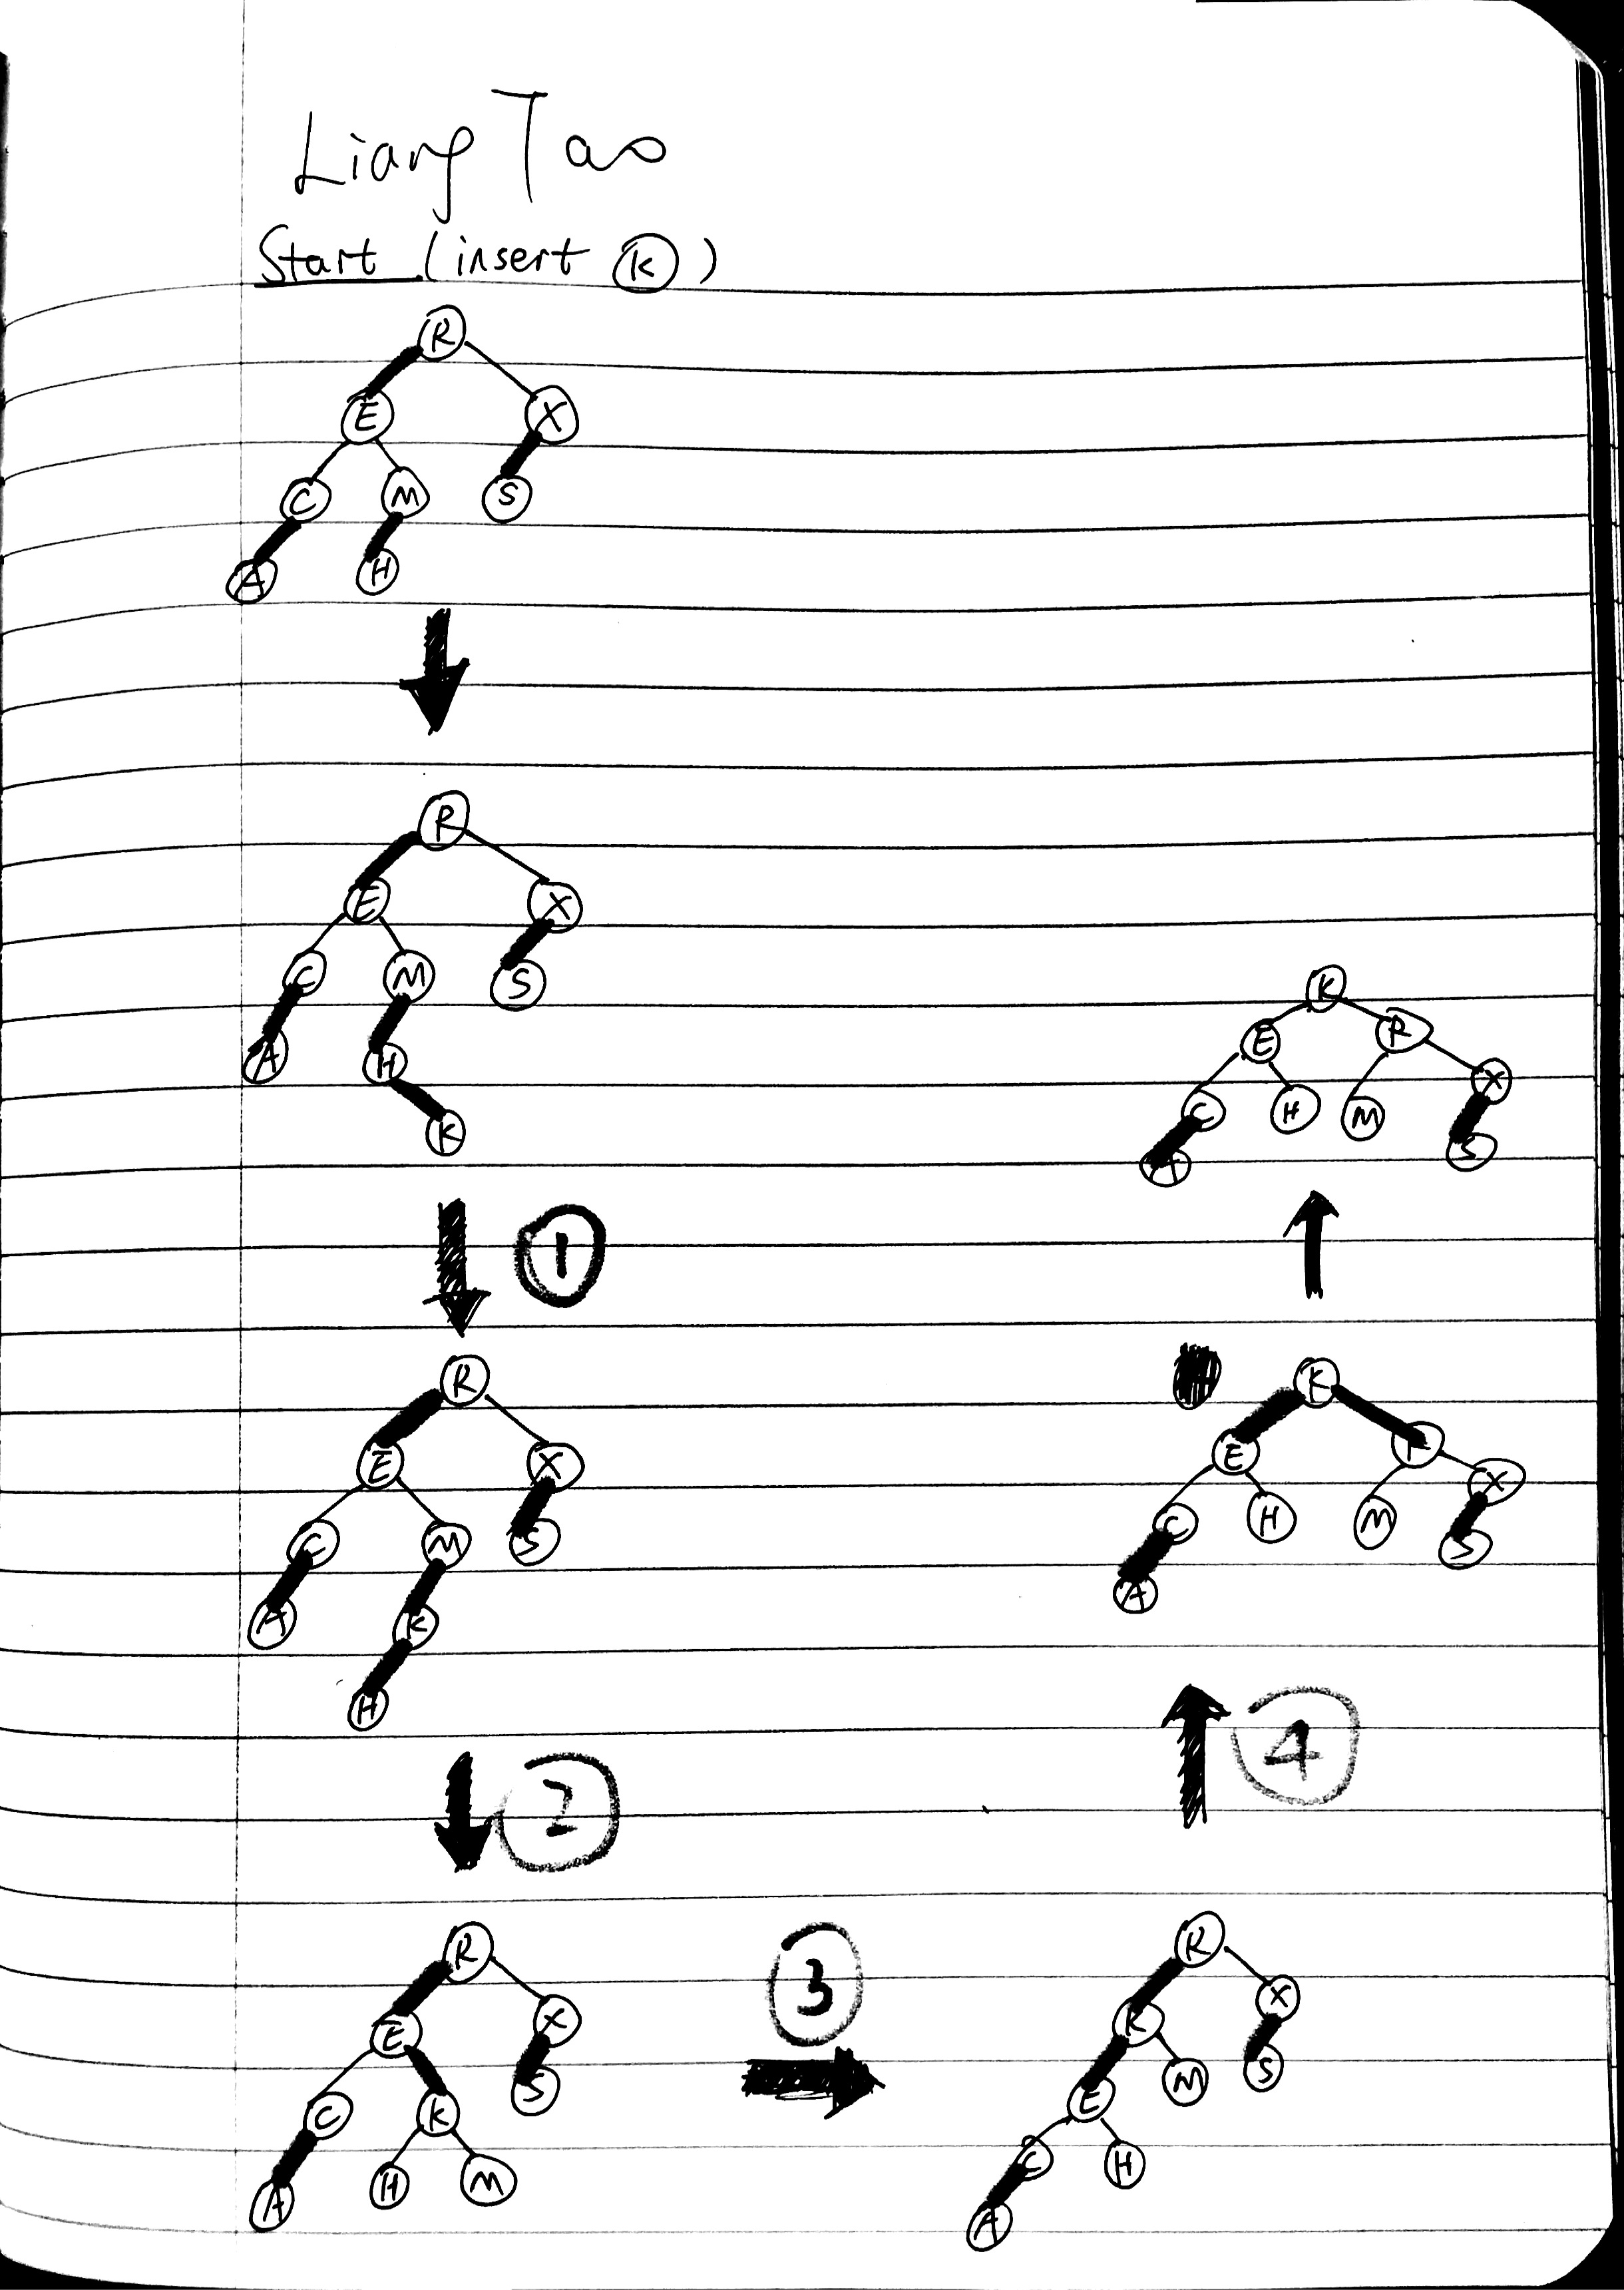 Liang Tao
Start (insert K)
R
E X
C M S
A H
R
E X
C M S
A H
K
1
R
E X
C M S
A K
H
2
R
E X
C K S
A H M
3
R
K X
E M S
C H
A
4
K
E R
C H M X
A S
K
E R
C H M X
A S